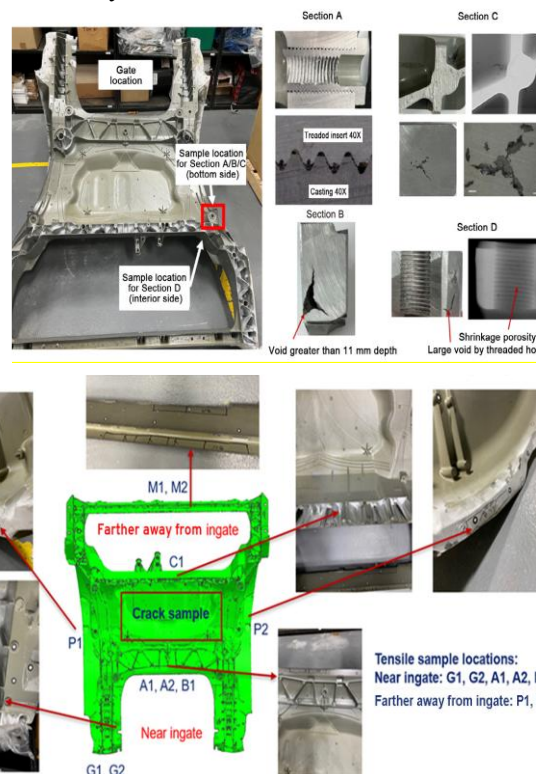 Section A
Section C
Gate
location
Treaded insert 40X
Sample location
for Section A/B/C
(bottom side)
Casting 40X
Section B
Section D
Sample location
for Section D
(interior side)
Shrinkage porosity
Void greater than 11 mm depth
Large void by threaded ho
M1, M2
Farther away from ingate
C1
Crack sample
P1
P2
A1, A2, B1
Near ingate
G1, G2
Tensile sample locations:
Near ingate: G1, G2, A1, A2,
Farther away from ingate: P1,